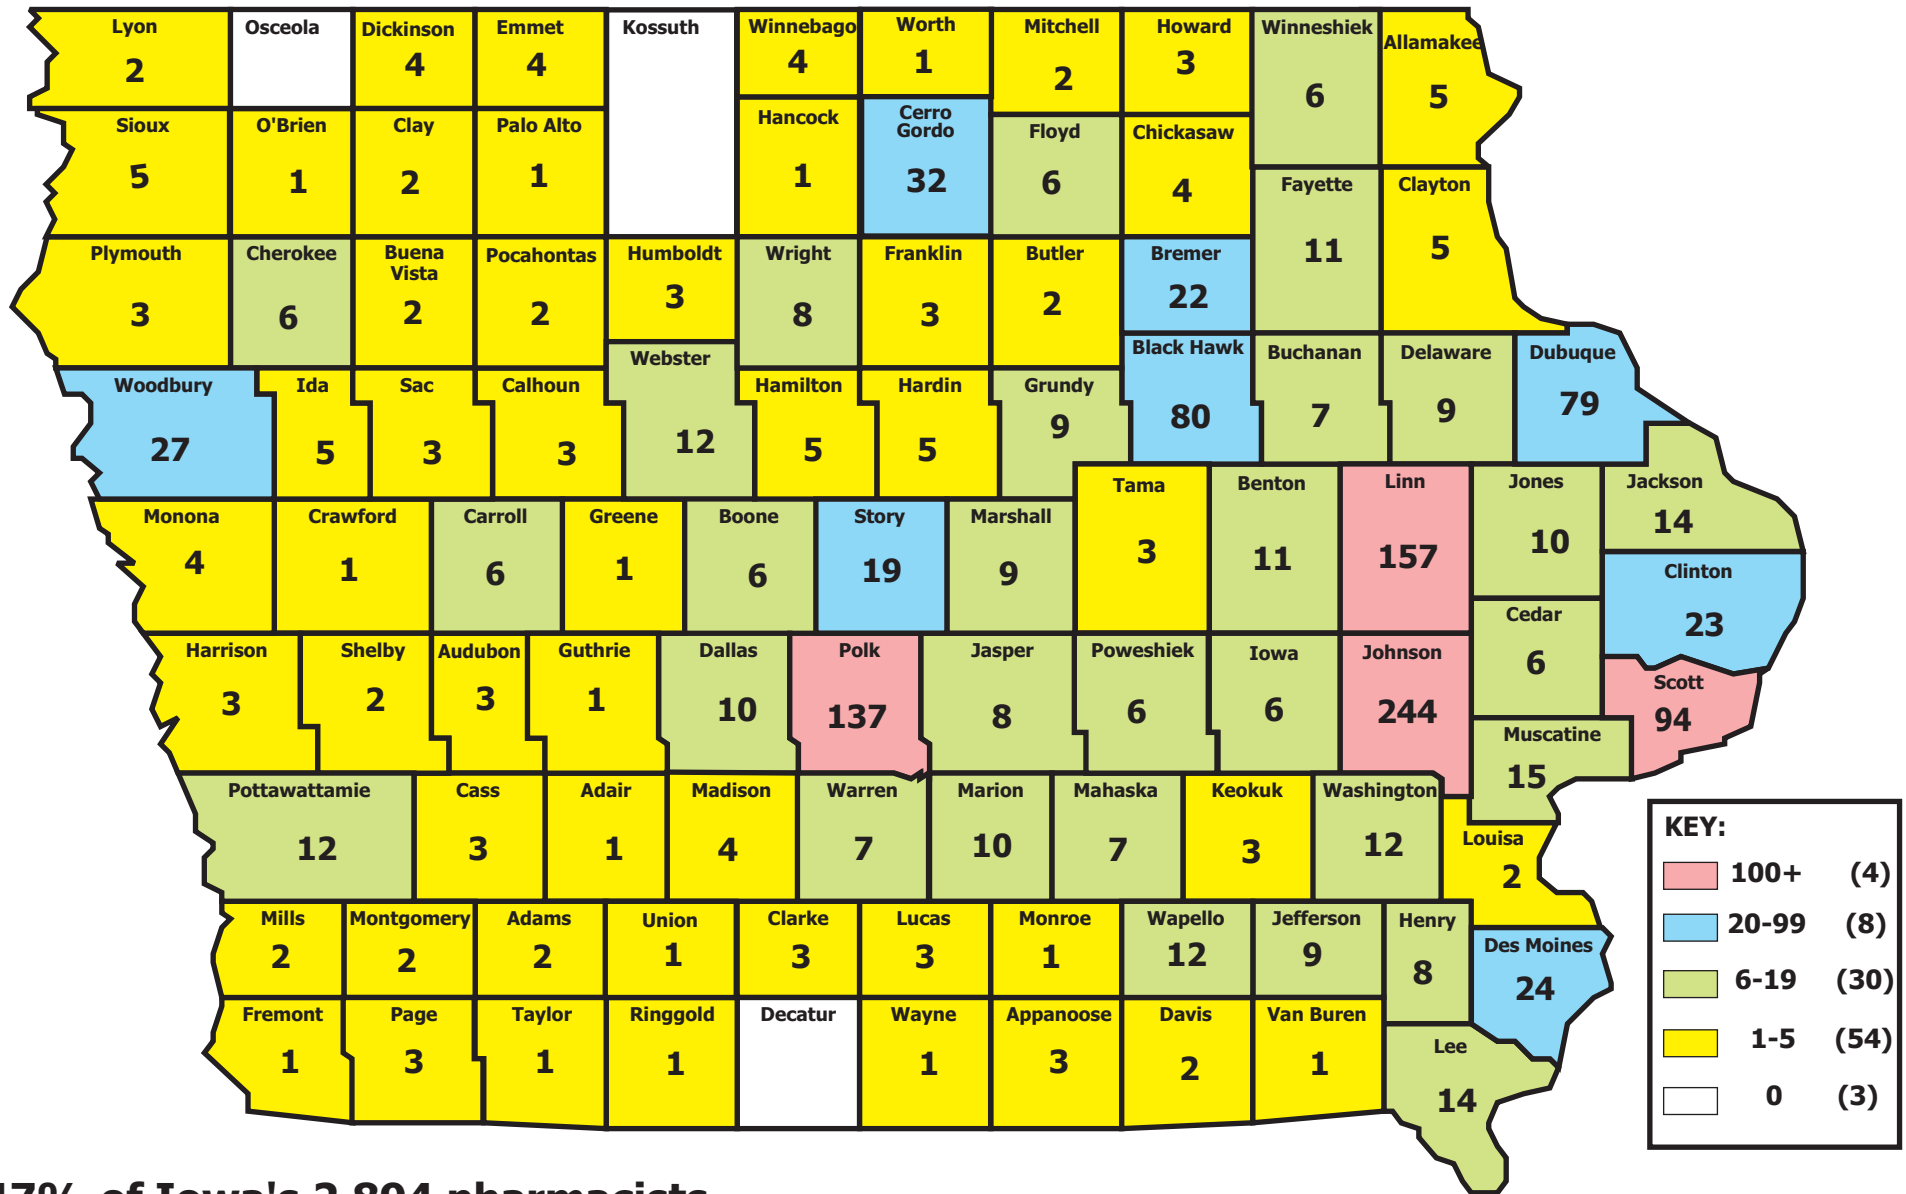 Lyon Osceola Dickinson Emmet Kossuth Winnebago Worth Mitchell Howard Winneshiek Allamakee
2 4 4 4 1 2 3 6 5
Sioux O'Brien Clay Palo Alto Hancock Cerro Gordo Floyd Chickasaw Fayette Clayton
5 1 2 1 1 32 6 4 11 5
Plymouth Cherokee Buena Vista Pocahontas Humboldt Wright Franklin Butler Bremer
3 6 2 2 3 8 3 2 22
Webster Black Hawk Buchanan Delaware Dubuque
12 80 7 9 79
Woodbury Ida Sac Calhoun Hamilton Hardin Grundy
27 5 3 3 5 5 9
Tama Benton Linn Jones Jackson
3 11 157 10 14
Monona Crawford Carroll Greene Boone Story Marshall Clinton
4 1 6 1 6 19 9 23
Cedar
6
Harrison Shelby Audubon Guthrie Dallas Polk Jasper Poweshiek Iowa Johnson Scott
3 2 3 1 10 137 8 6 6 244 94
Muscatine
15
Pottawattamie Cass Adair Madison Warren Marion Mahaska Keokuk Washington Louisa
12 3 1 4 7 10 7 3 12 2
Mills Montgomery Adams Union Clarke Lucas Monroe Wapello Jefferson Henry Des Moines
2 2 2 1 3 3 1 12 9 8 24
Fremont Page Taylor Ringgold Decatur Wayne Appanoose Davis Van Buren Lee
1 3 1 1 1 3 2 1 14
KEY:
100+ (4)
20-99 (8)
6-19 (30)
1-5 (54)
0 (3)
of Iowa's 2,894 pharmacists